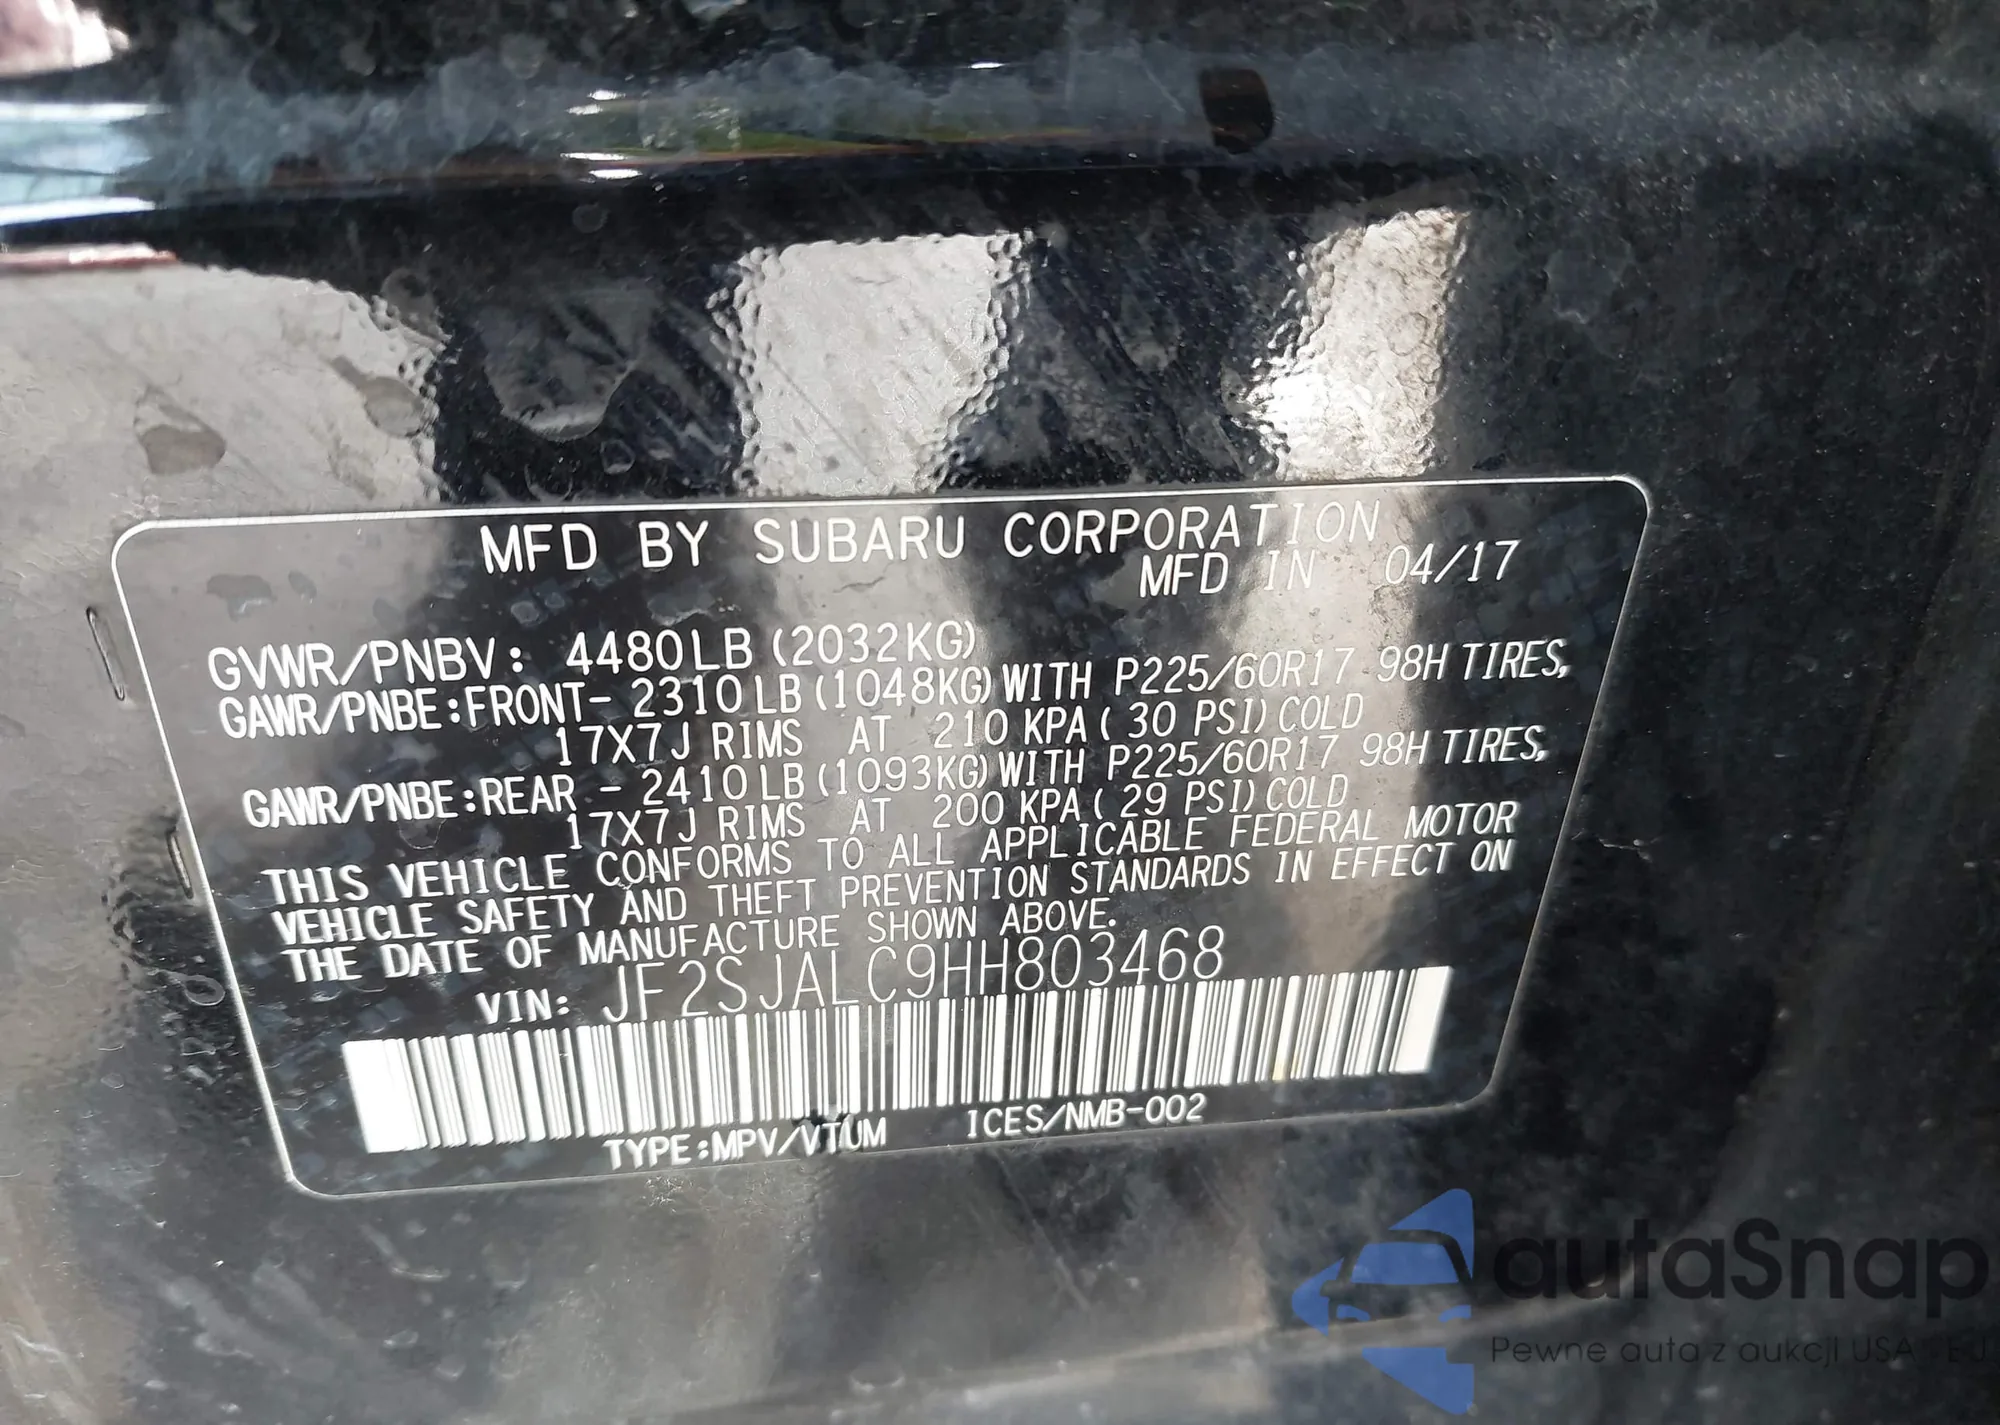 MFD BY SUBARU CORPORATION
MFD IN 04/17
GVWR/PNBV: 4480LB (2032KG)
GAWR/PNBE:FRONT- 2310LB (1048KG) WITH P225/60R17 98H TIRES,
17X7J RIMS AT 210 KPA ( 30 PSI) COLD
GAWR/PNBE:REAR - 2410LB (1093KG) WITH P225/60R17 98H TIRES,
17X7J RIMS AT 200 KPA ( 29 PSI) COLD
THIS VEHICLE CONFORMS TO ALL APPLICABLE FEDERAL MOTOR
VEHICLE SAFETY AND THEFT PREVENTION STANDARDS IN EFFECT ON
THE DATE OF MANUFACTURE SHOWN ABOVE.
VIN: JF2SJALC9HH803468
TYPE:MPV/VTUM ICES/NMB-002
autaSnap
Pewne auta z aukcji USA